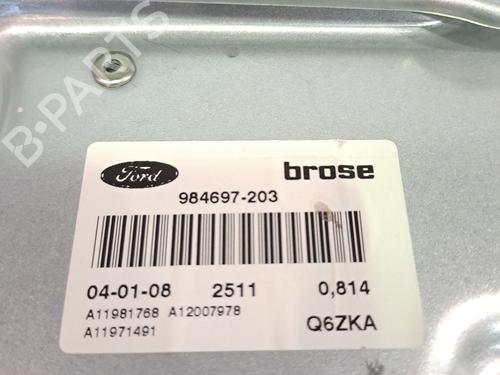 B-PARTS
Ford
brose
984697-203
04-01-08 2511 0,814
A11981768 A12007978
A11971491
Q6ZKA